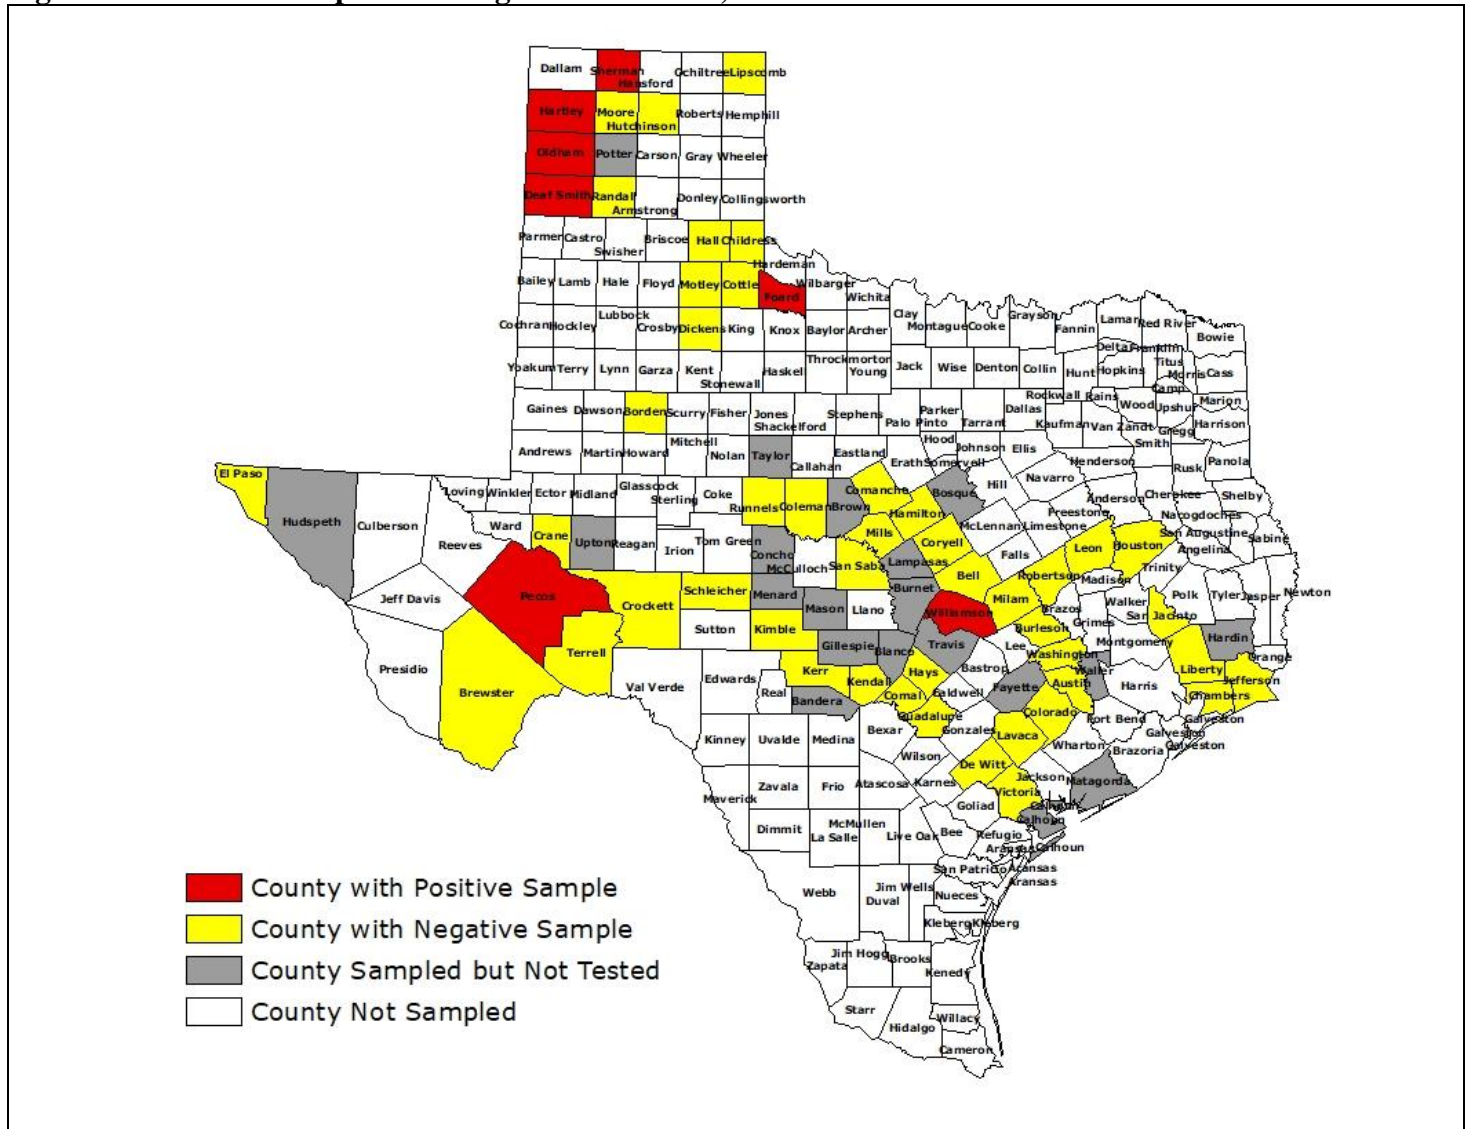 Dallam Sherman Hansford Ochiltree Lipscomb
Hartley Moore Hutchinson Roberts Hemphill
Oldham Potter Carson Gray Wheeler
Deaf Smith Randall Armstrong Donley Collingsworth
Parmer Castro Swisher Briscoe Hall Childress
Hardeman
Bailey Lamb Hale Floyd Motley Cottle Foard Wilbarger Wichita
Cochran Hockley Lubbock Crosby Dickens King Knox Baylor Archer Clay Montague Cooke Grayson Fannin Lamar Red River Bowie
Delta Franklin Titus Morris Cass
Yoakum Terry Lynn Garza Kent Stonewall Haskell Throckmorton Young Jack Wise Denton Collin Hunt Hopkins Camp
Rockwall Rains Wood Upshur Marion
Gaines Dawson Borden Scurry Fisher Jones Shackelford Stephens Palo Pinto Parker Tarrant Dallas Kaufman Van Zandt Gregg Harrison
Smith
Andrews Martin Howard Mitchell Nolan Taylor Callahan Eastland Erath Hood Somervell Johnson Ellis Henderson Rusk Panola
El Paso Hudspeth Culberson
Loving Winkler Ector Midland Glasscock Sterling Coke Runnels Coleman Brown Comanche Hamilton Bosque Hill Navarro Anderson Cherokee Shelby
Freestone Nacogdoches
Reeves Ward Crane Upton Reagan Irion Tom Green Concho McCulloch San Saba Mills Lampasas Coryell McLennan Limestone Falls Leon Houston San Augustine Angelina Sabine
Jeff Davis Pecos Crockett Schleicher Menard Mason Llano Burnet Bell Williamson Milam Robertson Madison Trinity
Brazos Grimes Walker San Jacinto Polk Tyler Jasper Newton
Presidio Brewster Terrell Sutton Kimble Gillespie Blanco Travis Lee Burleson Washington Montgomery Hardin Orange
Val Verde Edwards Real Kerr Kendall Bandera Comal Hays Caldwell Bastrop Fayette Austin Waller Harris Liberty Chambers Jefferson
Kinney Uvalde Medina Bexar Guadalupe Gonzales Lavaca Colorado Fort Bend Galveston
Galveston
Galveston
Wilson De Witt Wharton Brazoria
Maverick Zavala Frio Atascosa Karnes Goliad Victoria Jackson Matagorda
Calhoun
Calhoun
Calhoun
Dimmit La Salle McMullen Live Oak Bee Refugio
Aransas
Aransas
Aransas
San Patricio
Webb Duval Jim Wells Nueces
Kleberg Kleberg
Zapata Jim Hogg Brooks Kenedy
Starr Hidalgo Willacy
Cameron
County with Positive Sample
County with Negative Sample
County Sampled but Not Tested
County Not Sampled